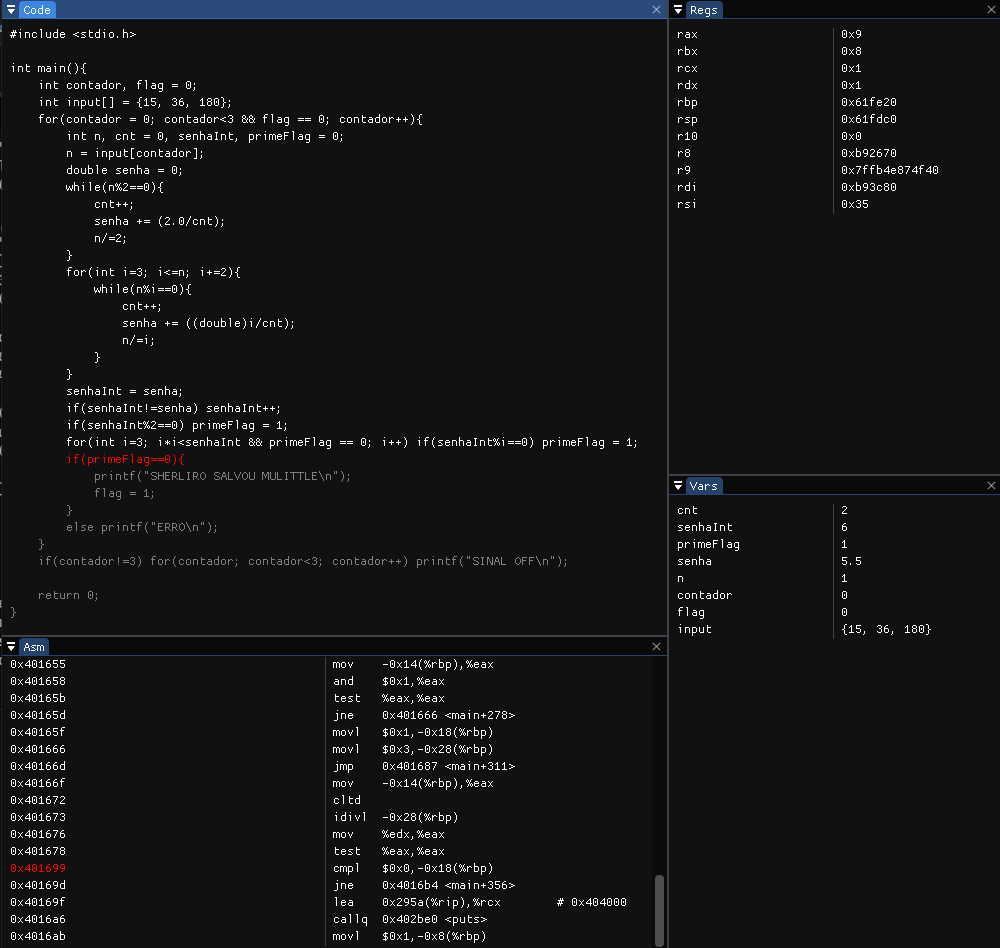 Code
#include <stdio.h>
int main(){
int contador, flag = 0;
int input[] = {15, 36, 180};
for(contador = 0; contador<3 && flag == 0; contador++){
int n, cnt = 0, senhaInt, primeFlag = 0;
n = input[contador];
double senha = 0;
while(n%2==0){
cnt++;
senha += (2.0/cnt);
n/=2;
}
for(int i=3; i<=n; i+=2){
while(n%i==0){
cnt++;
senha += ((double)i/cnt);
n/=i;
}
}
senhaInt = senha;
if(senhaInt!=senha) senhaInt++;
if(senhaInt%2==0) primeFlag = 1;
for(int i=3; i*i<senhaInt && primeFlag == 0; i++) if(senhaInt%i==0) primeFlag = 1;
if(primeFlag==0){
printf("SHERLIRO SALVOU MULITTLE\n");
flag = 1;
}
else printf("ERRO\n");
}
if(contador!=3) for(contador; contador<3; contador++) printf("SINAL OFF\n");
return 0;
}
Asm
0x401655 mov -0x14(%rbp),%eax
0x401658 and $0x1,%eax
0x40165b test %eax,%eax
0x40165d jne 0x401666 <main+278>
0x40165f movl $0x1,-0x18(%rbp)
0x401666 movl $0x3,-0x28(%rbp)
0x40166d jmp 0x401687 <main+311>
0x40166f mov -0x14(%rbp),%eax
0x401672 cltd
0x401673 idivl -0x28(%rbp)
0x401676 mov %edx,%eax
0x401678 test %eax,%eax
0x401699 cmpl $0x0,-0x18(%rbp)
0x40169d jne 0x4016b4 <main+356>
0x40169f lea 0x295a(%rip),%rcx # 0x404000
0x4016a6 callq 0x402be0 <puts>
0x4016ab movl $0x1,-0x8(%rbp)
Regs
rax 0x9
rbx 0x8
rcx 0x1
rdx 0x1
rbp 0x61fe20
rsp 0x61fdc0
r10 0x0
r8 0xb92670
r9 0x7ffb4e874f40
rdi 0xb93c80
rsi 0x35
Vars
cnt 2
senhaInt 6
primeFlag 1
senha 5.5
n 1
contador 0
flag 0
input {15, 36, 180}